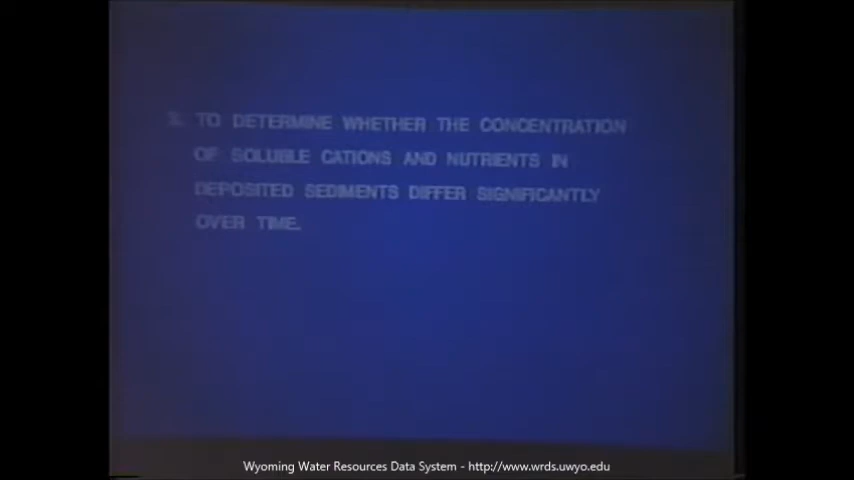 TO DETERMINE WHETHER THE CONCENTRATION
OF SOLUBLE CATIONS AND NUTRIENTS IN
DEPOSITED SEDIMENTS DIFFER SIGNIFICANTLY
OVER TIME.
Wyoming Water Resources Data System - http://www.wrds.uwyo.edu